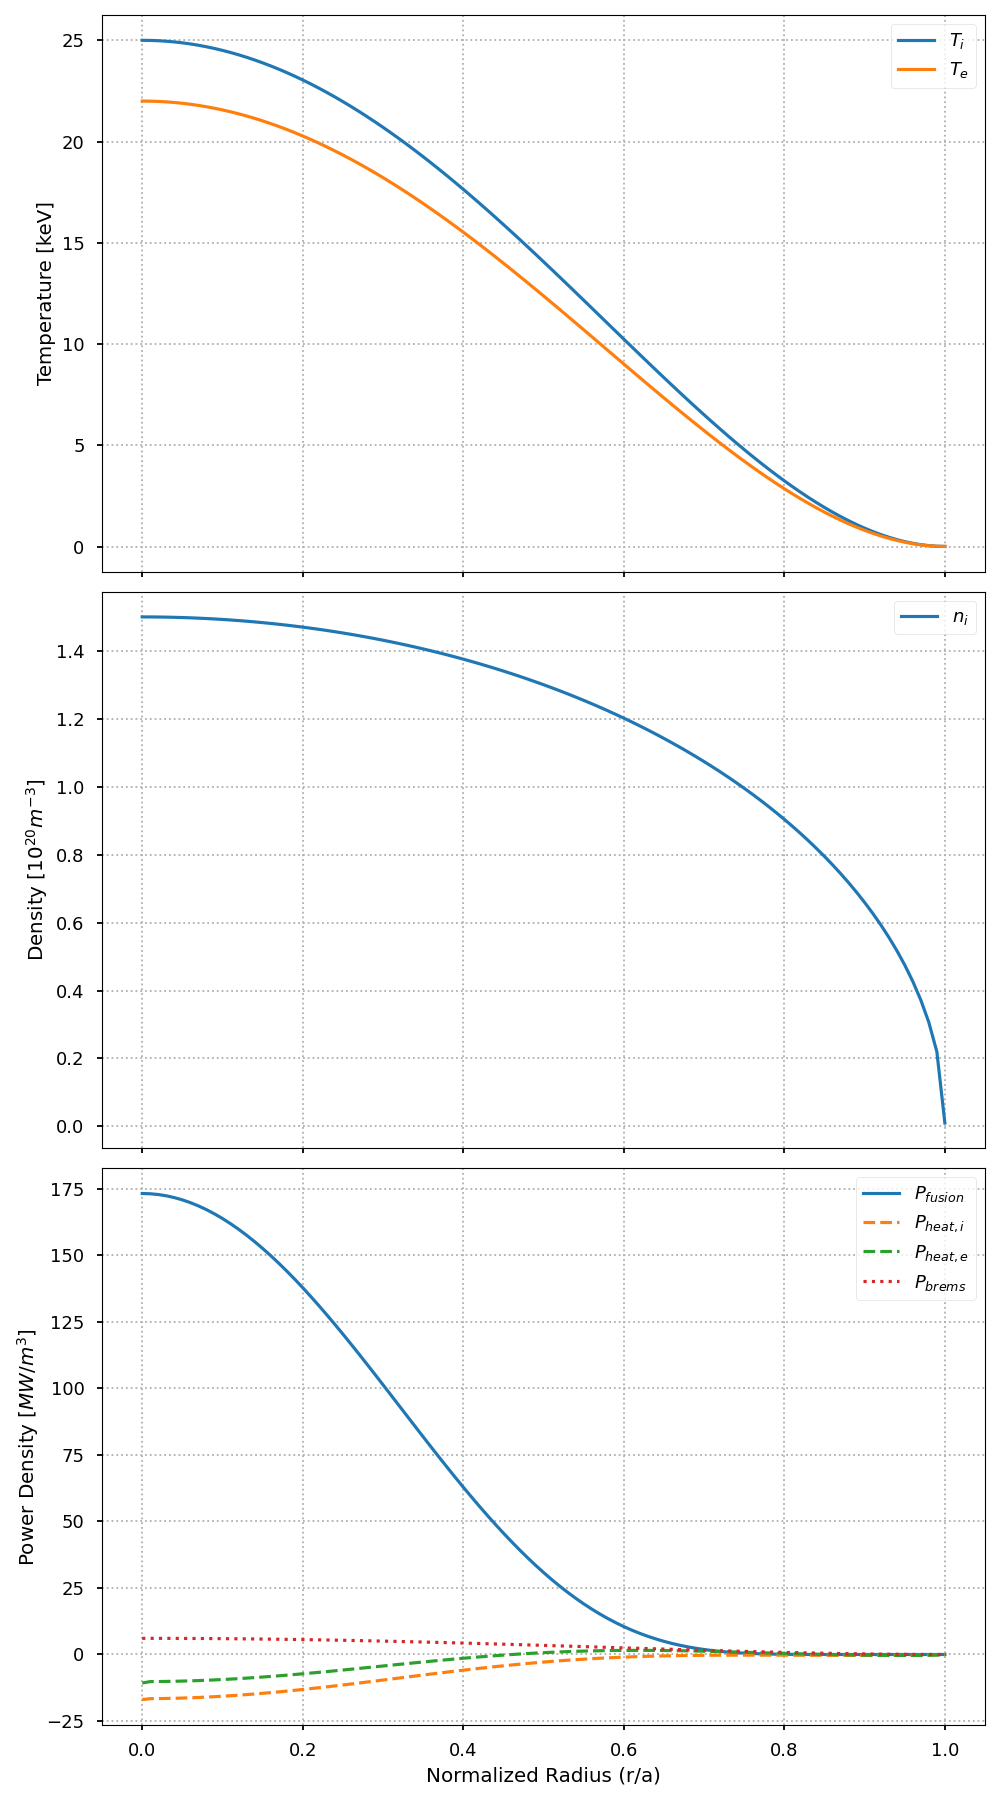 25
20
15
10
5
0
Temperature [keV]
T_i
T_e
1.4
1.2
1.0
0.8
0.6
0.4
0.2
0.0
Density [10^20 m^−3]
n_i
175
150
125
100
75
50
25
0
−25
Power Density [MW/m^3]
P_fusion
P_heat,i
P_heat,e
P_brems
0.0 0.2 0.4 0.6 0.8 1.0
Normalized Radius (r/a)